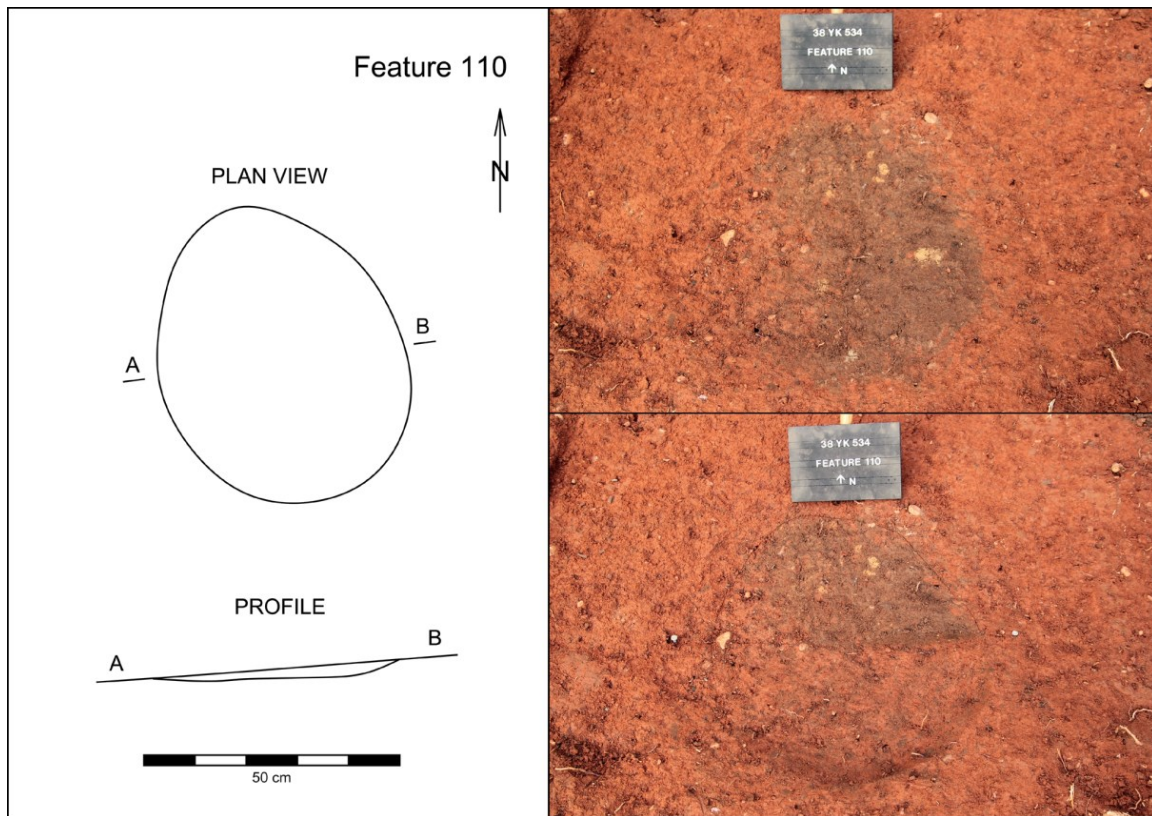 Feature 110
N
PLAN VIEW
A
B
PROFILE
A
B
50 cm
38 YK 534
FEATURE 110
↑ N
38 YK 534
FEATURE 110
↑ N